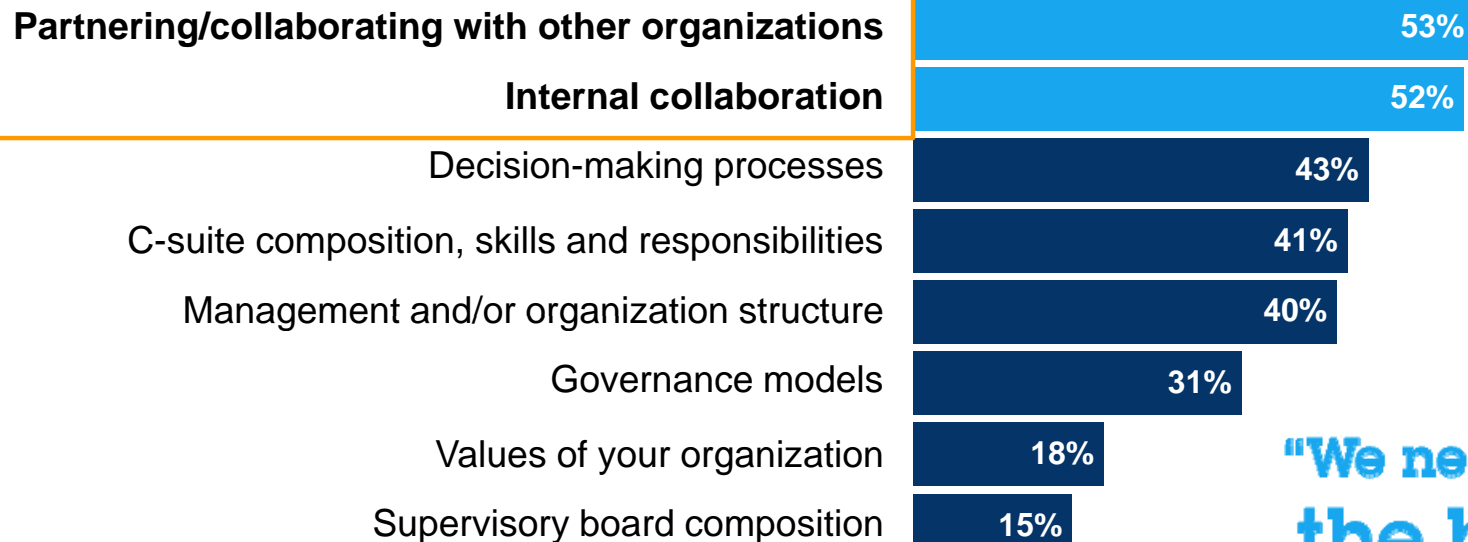 Partnering/collaborating with other organizations 53%
Internal collaboration 52%
Decision-making processes 43%
C-suite composition, skills and responsibilities 41%
Management and/or organization structure 40%
Governance models 31%
Values of your organization 18%
"We ne
Supervisory board composition 15%
the